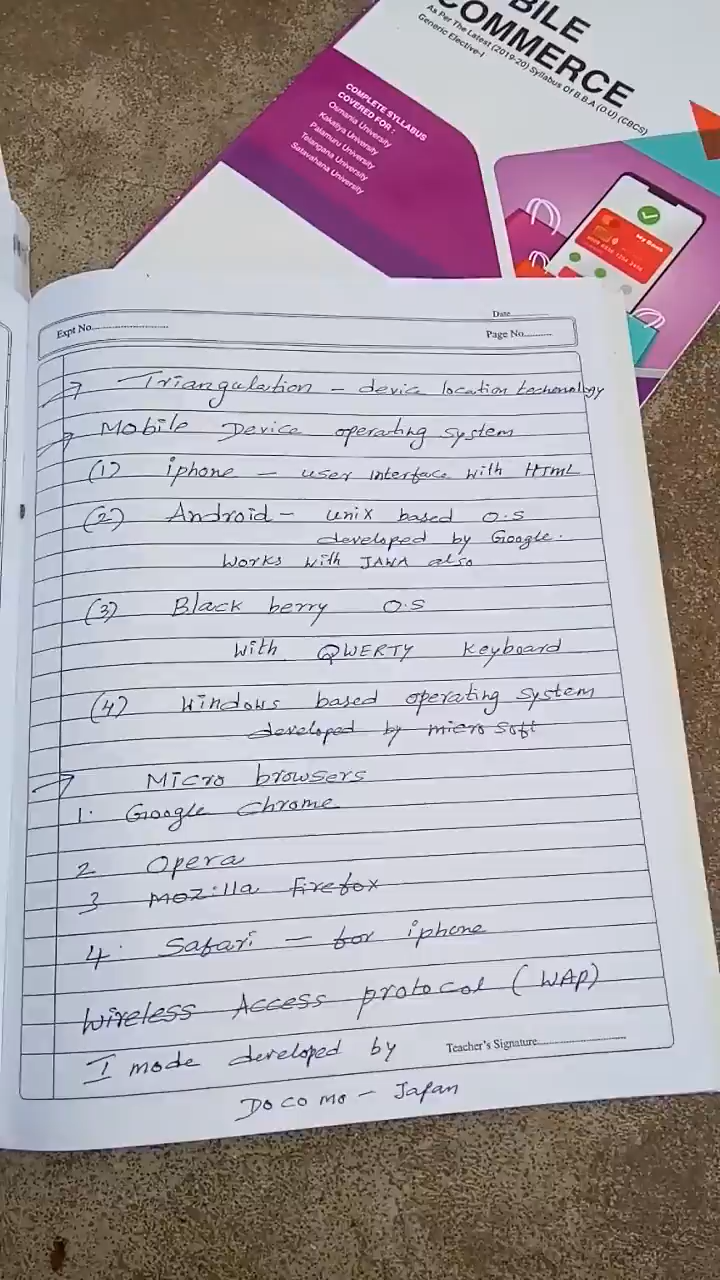 BILE
COMMERCE
As Per The Latest (2019-20) Syllabus Of B.B.A (O.U) (CBCS)
Generic Elective-I
COMPLETE SYLLABUS
COVERED FOR :
Osmania University
Kakatiya University
Palamuru University
Telangana University
Satavahana University
My Bank
Date
Expt No.
Page No.
→ Triangulation – device location techonology
→ Mobile Device operating system
(1) iphone – user interface with HTML
(2) Android – unix based O.S
developed by Google.
Works with JAWA also
(3) Black berry O.S
With QWERTY Keyboard
(4) Windows based operating system
developed by micro soft
→ Micro browsers
1. Google Chrome
2 Opera
3 Mozilla firefox
4. Safari – for iphone
Wireless Access protocol (WAP)
I mode developed by
Teacher's Signature
Do co mo – Japan